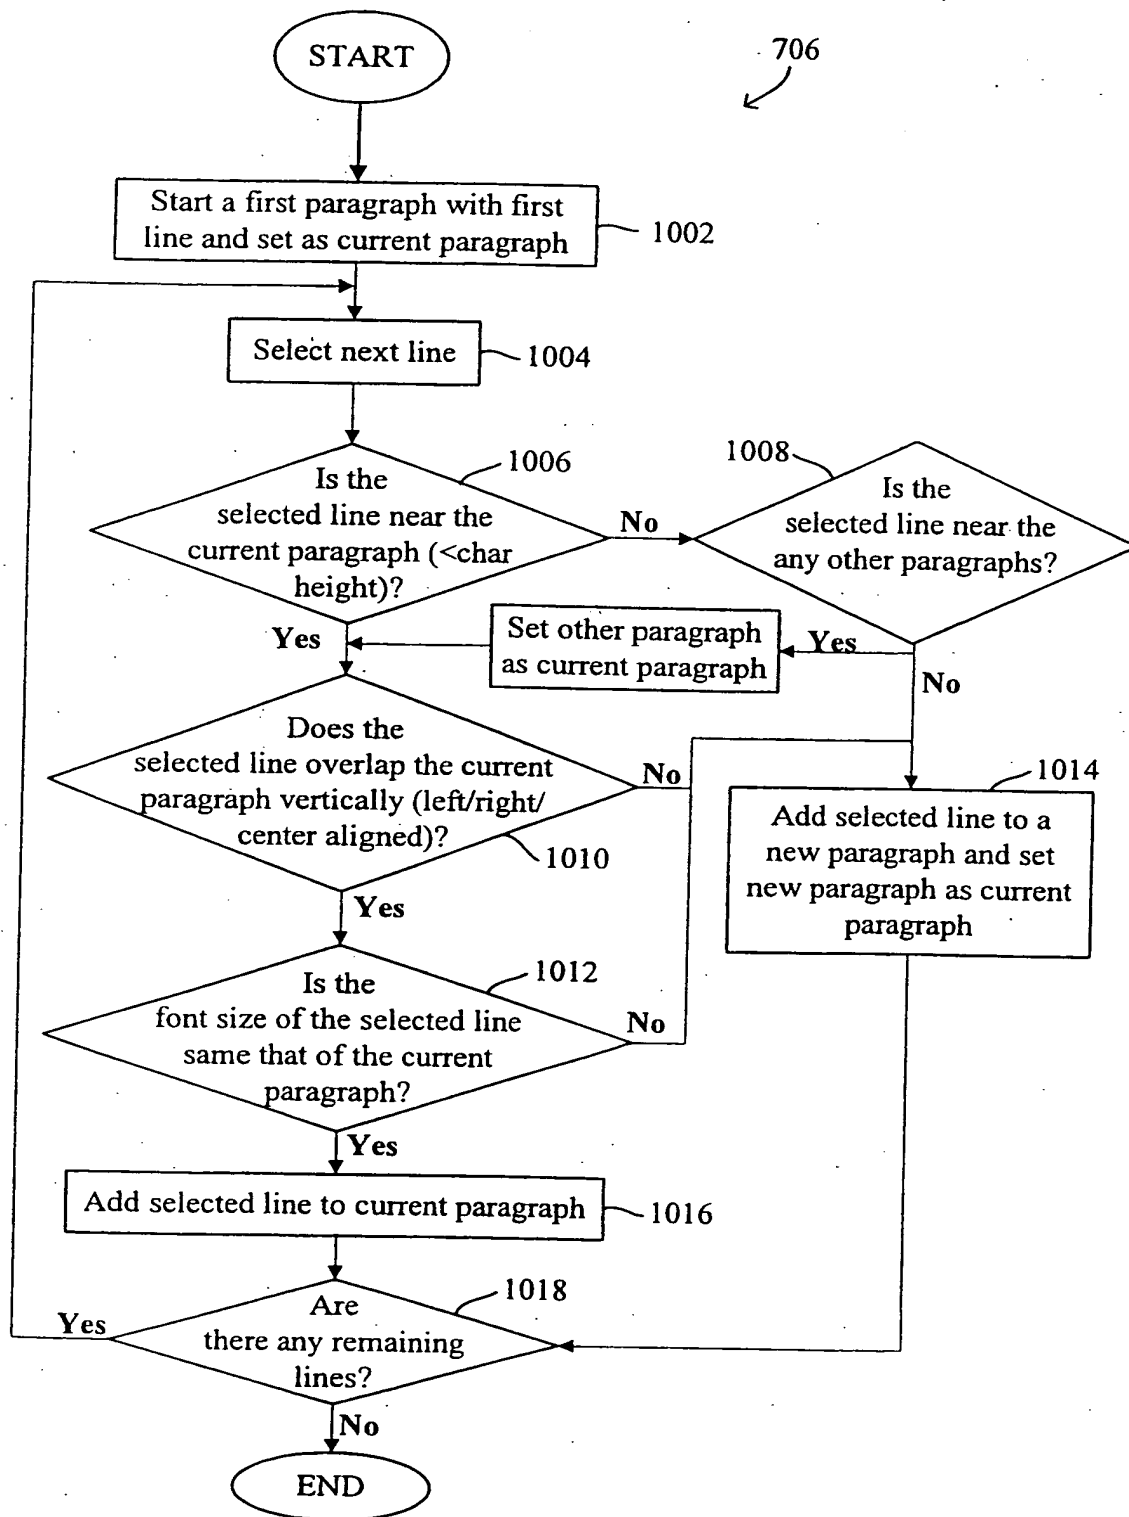 START
706
Start a first paragraph with first
line and set as current paragraph
1002
Select next line
1004
Is the
selected line near the
current paragraph (<char
height)?
1006
No
1008
Is the
selected line near the
any other paragraphs?
Yes
Set other paragraph
as current paragraph
Yes
No
Does the
selected line overlap the current
paragraph vertically (left/right/
center aligned)?
1010
No
1014
Add selected line to a
new paragraph and set
new paragraph as current
paragraph
Yes
Is the
font size of the selected line
same that of the current
paragraph?
1012
No
Yes
Add selected line to current paragraph
1016
Are
there any remaining
lines?
1018
Yes
No
END